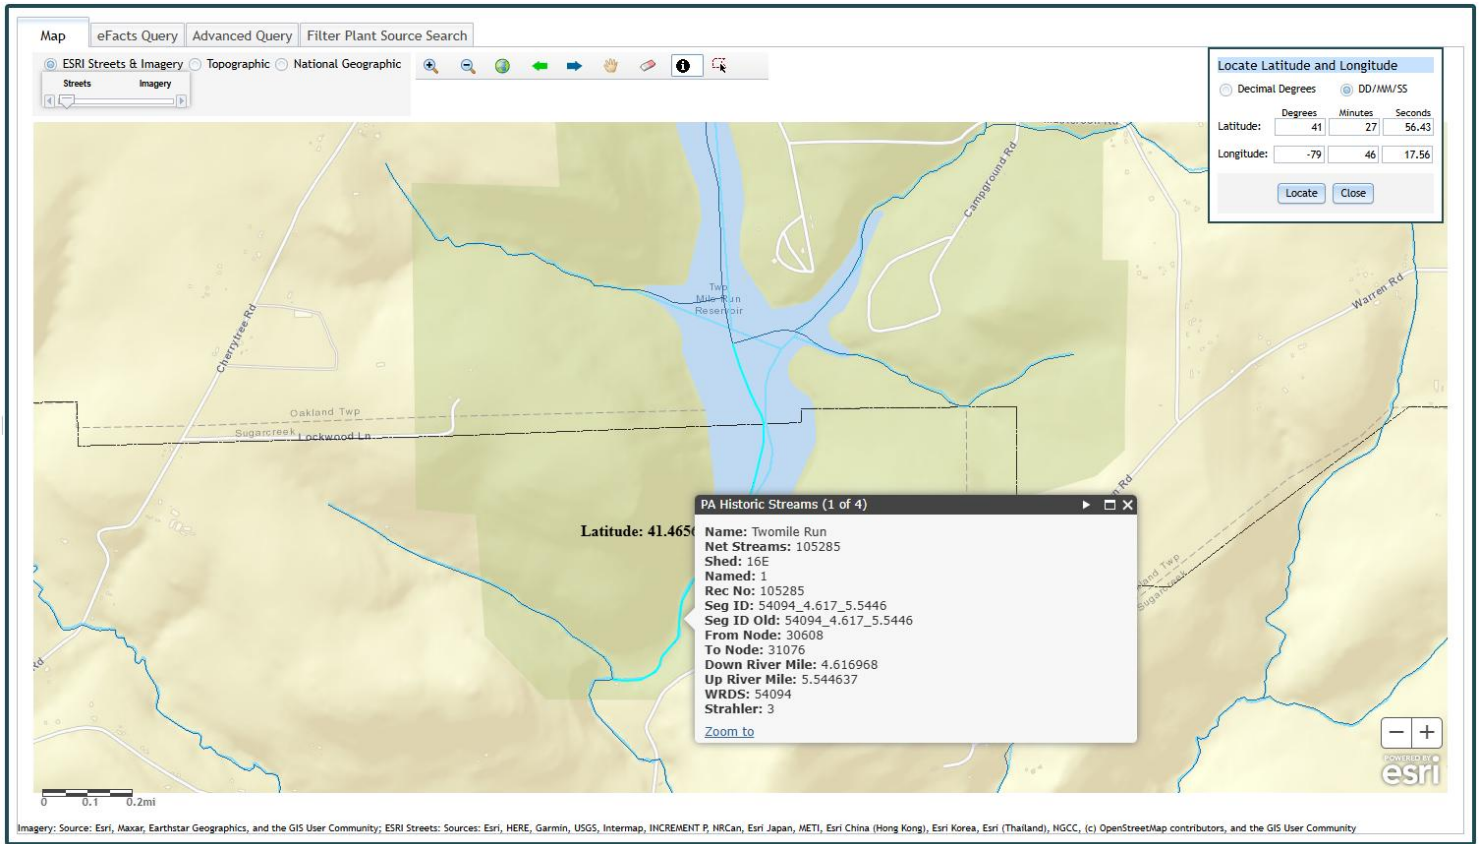 Map eFacts Query Advanced Query Filter Plant Source Search
ESRI Streets & Imagery Topographic National Geographic
Streets Imagery
Locate Latitude and Longitude
Decimal Degrees DD/MM/SS
Degrees Minutes Seconds
Latitude: 41 27 56.43
Longitude: -79 46 17.56
Locate Close
Campground Rd
Two
Mile Run
Reservoir
Warren Rd
Cherrytree Rd
Oakland Twp
Sugarcreek
Lockwood Ln
n Rd
Latitude: 41.465
PA Historic Streams (1 of 4)
Name: Twomile Run
Net Streams: 105285
Shed: 16E
Named: 1
Rec No: 105285
Seg ID: 54094_4.617_5.5446
Seg ID Old: 54094_4.617_5.5446
From Node: 30608
To Node: 31076
Down River Mile: 4.616968
Up River Mile: 5.544637
WRDS: 54094
Strahler: 3
Zoom to
land Twp
Sugarcreek
Rd
POWERED BY
esri
0 0.1 0.2mi
Imagery: Source: Esri, Maxar, Earthstar Geographics, and the GIS User Community; ESRI Streets: Sources: Esri, HERE, Garmin, USGS, Intermap, INCREMENT P, NRCan, Esri Japan, METI, Esri China (Hong Kong), Esri Korea, Esri (Thailand), NGCC, (c) OpenStreetMap contributors, and the GIS User Community